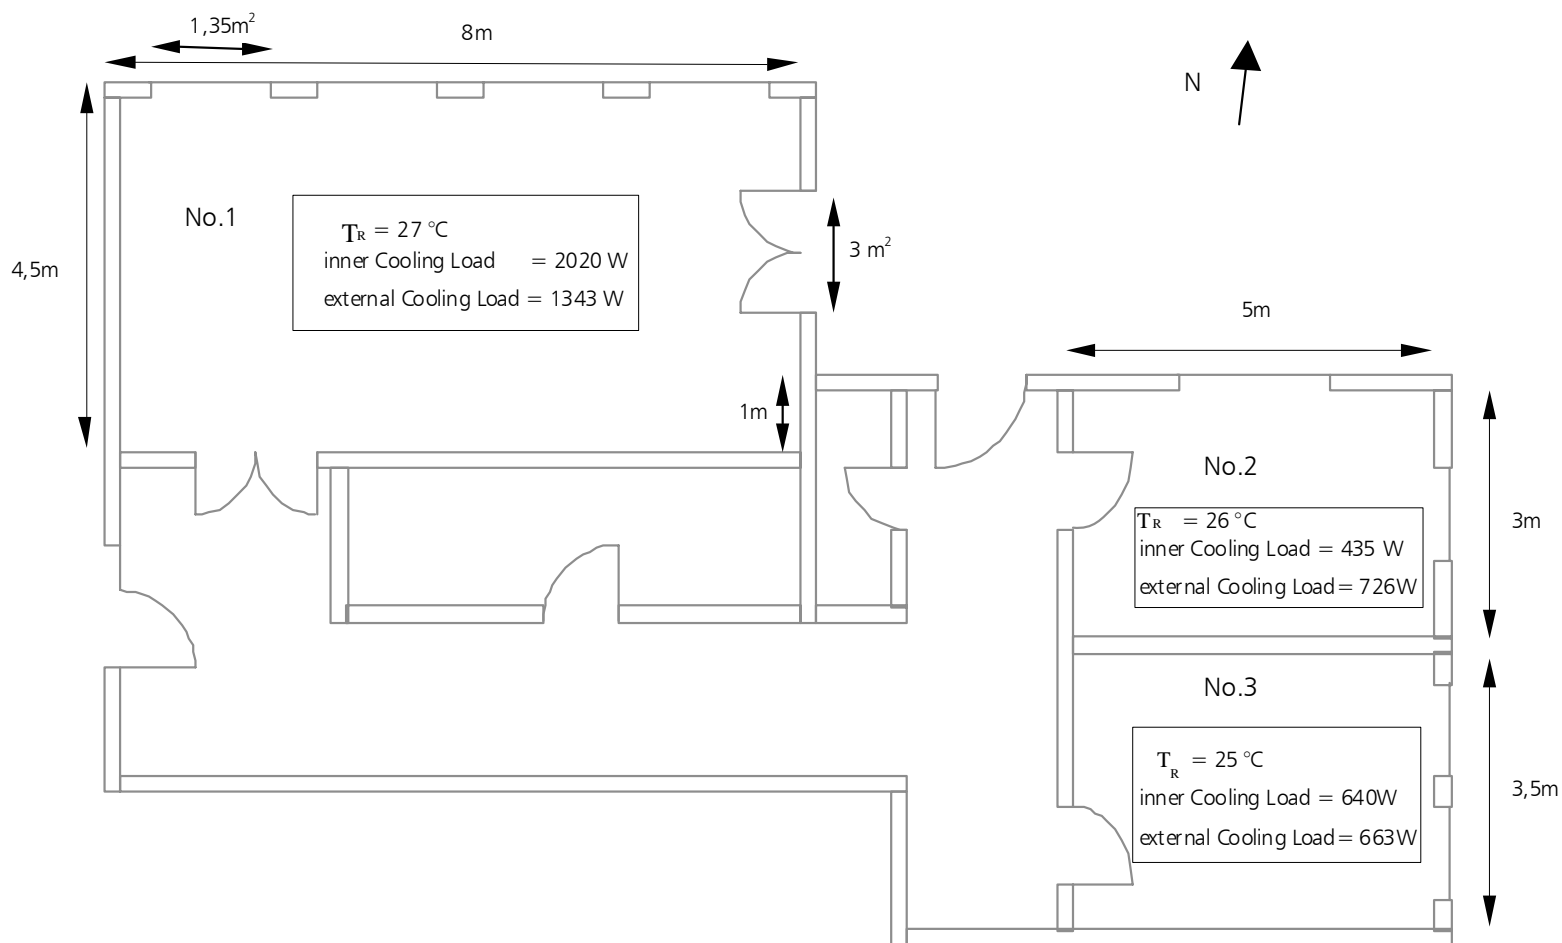 1,35m²
8m
N
No.1
T_R = 27 °C
inner Cooling Load = 2020 W
external Cooling Load = 1343 W
4,5m
3 m²
5m
1m
No.2
T_R = 26 °C
inner Cooling Load = 435 W
external Cooling Load = 726W
3m
No.3
T_R = 25 °C
inner Cooling Load = 640W
external Cooling Load = 663W
3,5m